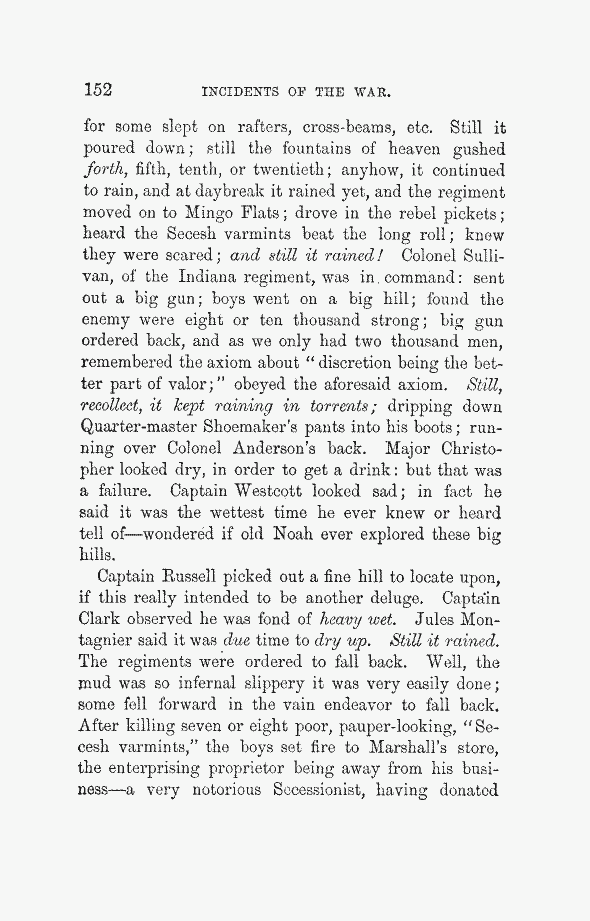 152 INCIDENTS OF THE WAR.
for some slept on rafters, cross-beams, etc. Still it
poured down; still the fountains of heaven gushed
forth, fifth, tenth, or twentieth; anyhow, it continued
to rain, and at daybreak it rained yet, and the regiment
moved on to Mingo Flats; drove in the rebel pickets;
heard the Secesh varmints beat the long roll; knew
they were scared; and still it rained! Colonel Sulli-
van, of the Indiana regiment, was in command: sent
out a big gun; boys went on a big hill; found the
enemy were eight or ten thousand strong; big gun
ordered back, and as we only had two thousand men,
remembered the axiom about "discretion being the bet-
ter part of valor;" obeyed the aforesaid axiom. Still,
recollect, it kept raining in torrents; dripping down
Quarter-master Shoemaker's pants into his boots; run-
ning over Colonel Anderson's back. Major Christo-
pher looked dry, in order to get a drink: but that was
a failure. Captain Westcott looked sad; in fact he
said it was the wettest time he ever knew or heard
tell of—wondered if old Noah ever explored these big
hills.
Captain Russell picked out a fine hill to locate upon,
if this really intended to be another deluge. Captain
Clark observed he was fond of heavy wet. Jules Mon-
tagnier said it was due time to dry up. Still it rained.
The regiments were ordered to fall back. Well, the
mud was so infernal slippery it was very easily done;
some fell forward in the vain endeavor to fall back.
After killing seven or eight poor, pauper-looking, "Se-
cesh varmints," the boys set fire to Marshall's store,
the enterprising proprietor being away from his busi-
ness—a very notorious Secessionist, having donated